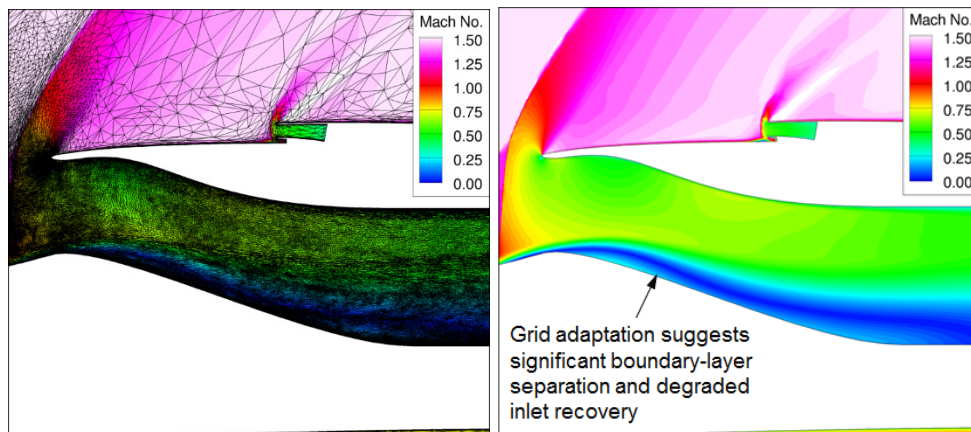 Mach No.
1.50
1.25
1.00
0.75
0.50
0.25
0.00
Mach No.
1.50
1.25
1.00
0.75
0.50
0.25
0.00
Grid adaptation suggests
significant boundary-layer
separation and degraded
inlet recovery